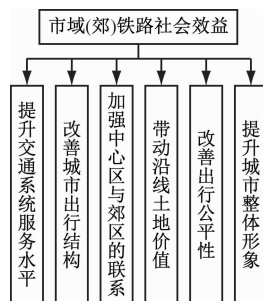 市域(郊)铁路社会效益
提升交通系统服务水平
改善城市出行结构
加强中心区与郊区的联系
带动沿线土地价值
改善出行公平性
提升城市整体形象